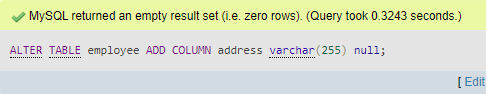 MySQL returned an empty result set (i.e. zero rows). (Query took 0.3243 seconds.)
ALTER TABLE employee ADD COLUMN address varchar(255) null;
[ Edit